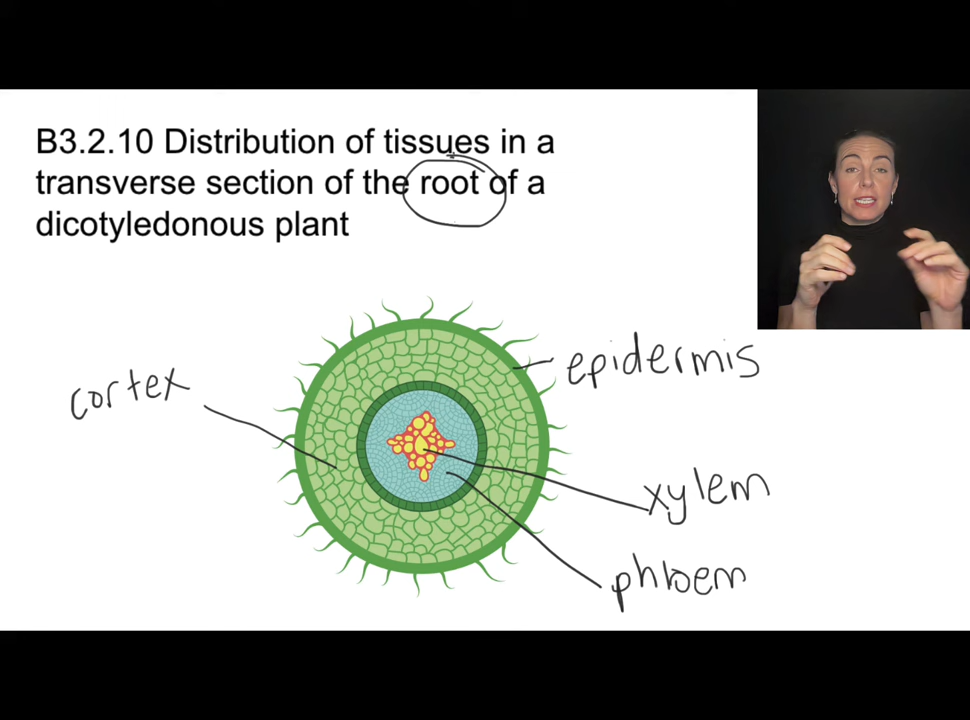 B3.2.10 Distribution of tissues in a
transverse section of the root of a
dicotyledonous plant
cortex
epidermis
xylem
phloem